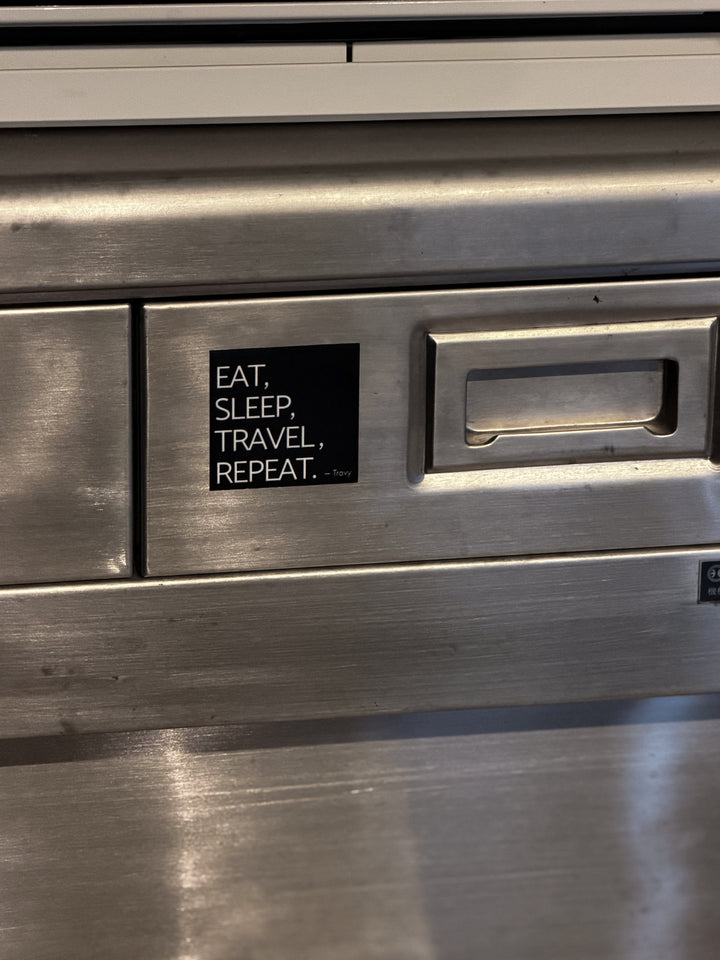 EAT,
SLEEP,
TRAVEL,
REPEAT. – Travy